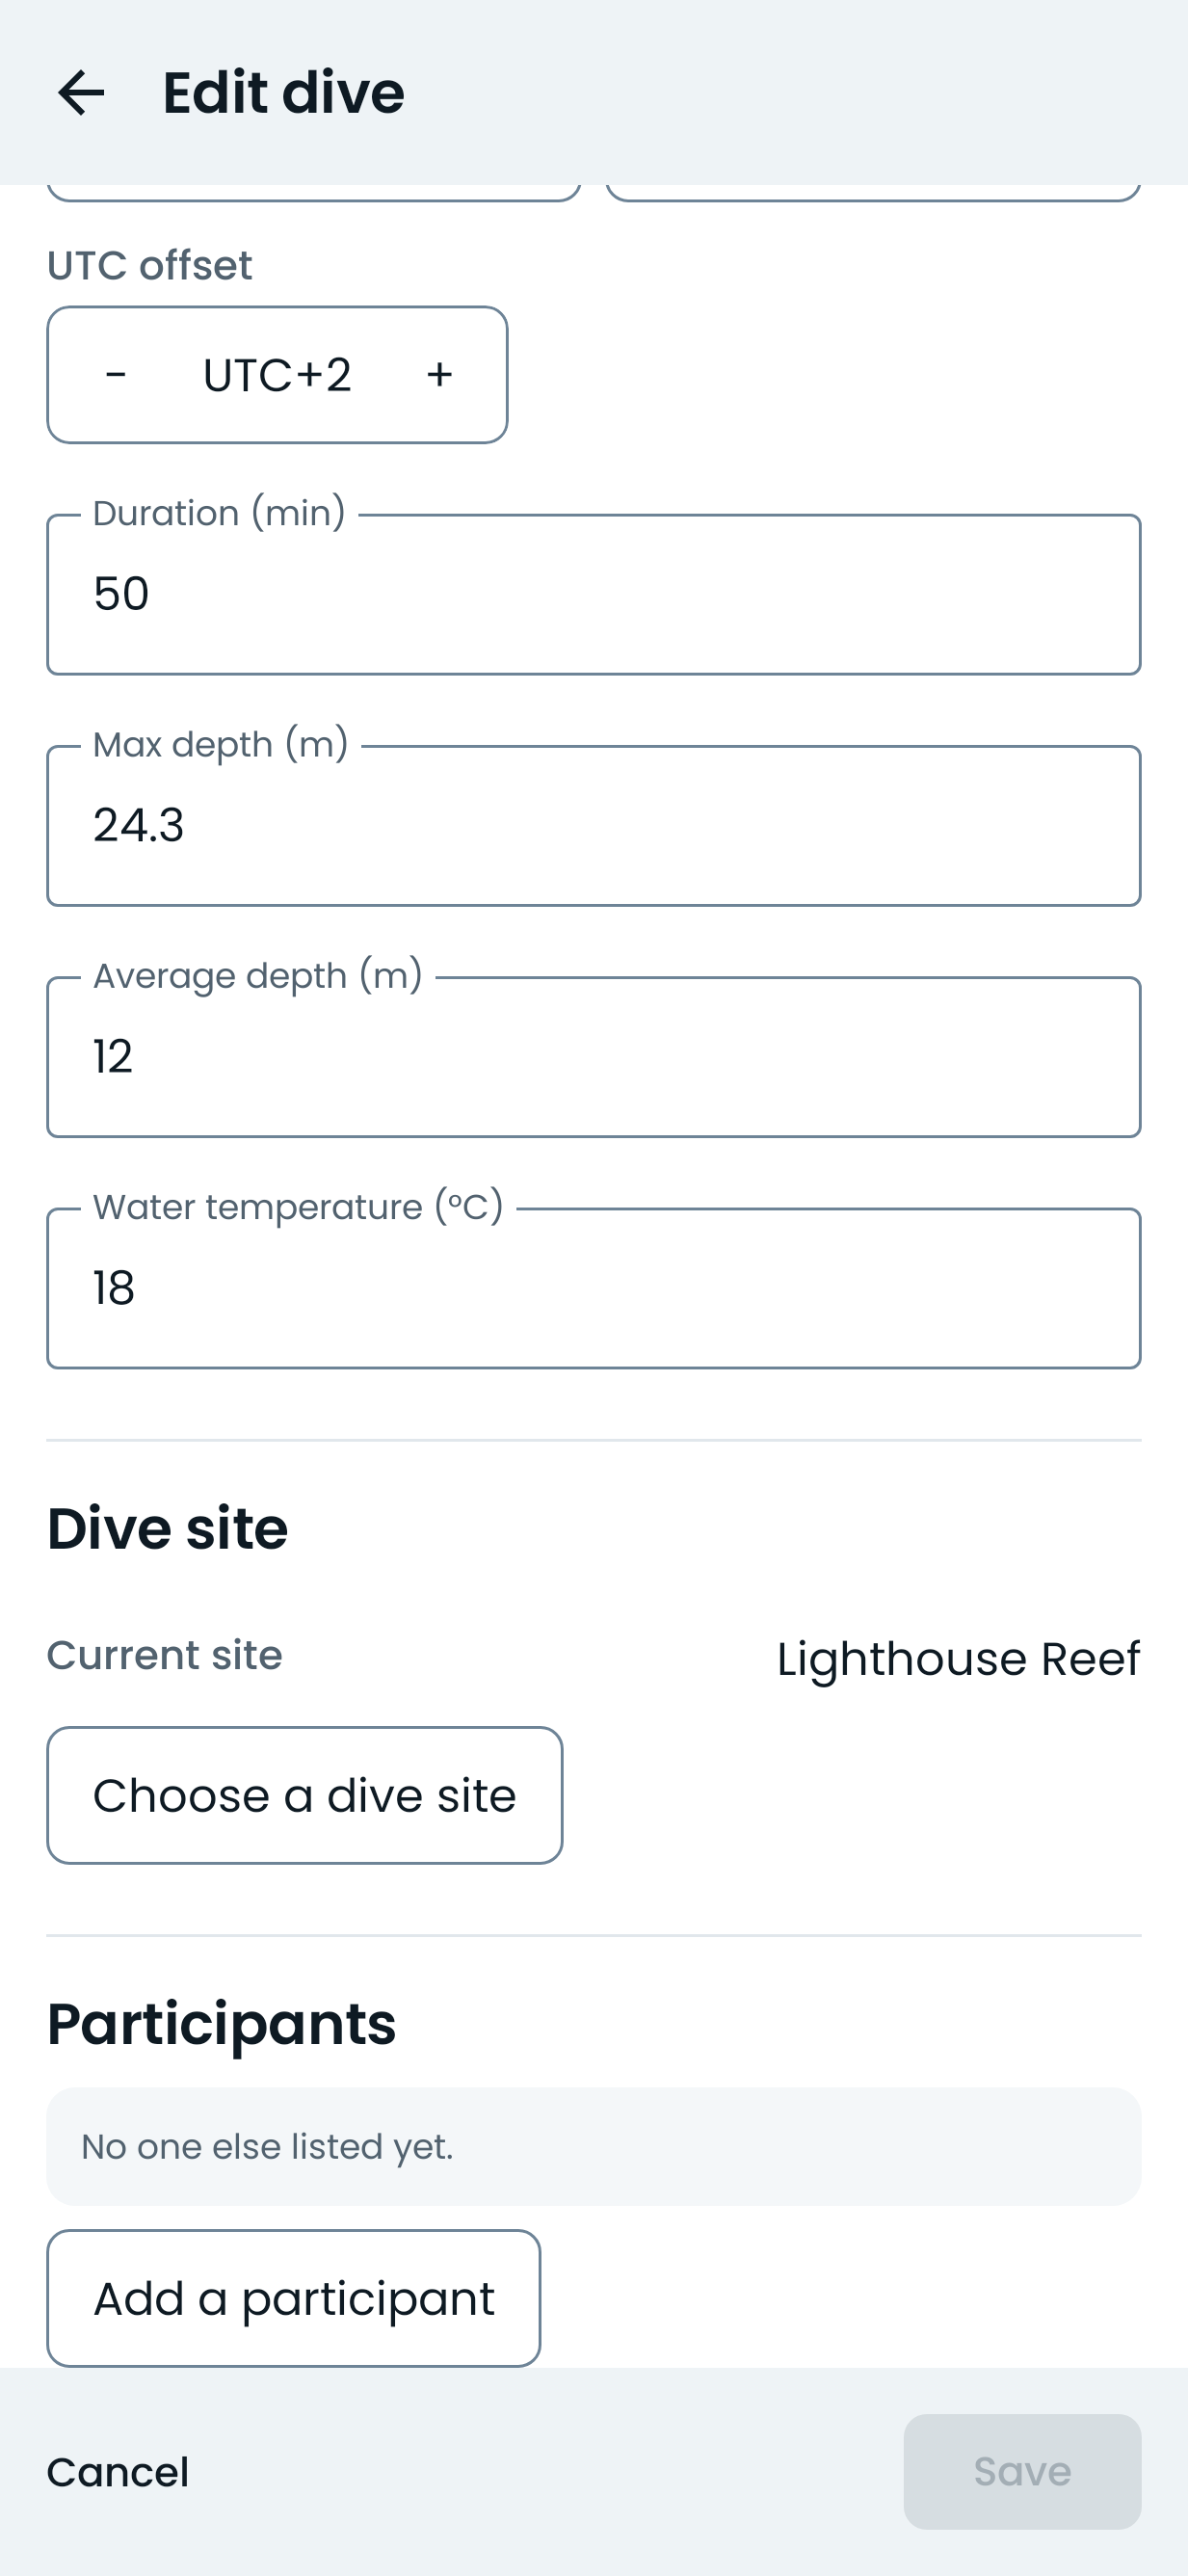 Edit dive
UTC offset
- UTC+2 +
Duration (min)
50
Max depth (m)
24.3
Average depth (m)
12
Water temperature (°C)
18
Dive site
Current site Lighthouse Reef
Choose a dive site
Participants
No one else listed yet.
Add a participant
Cancel Save